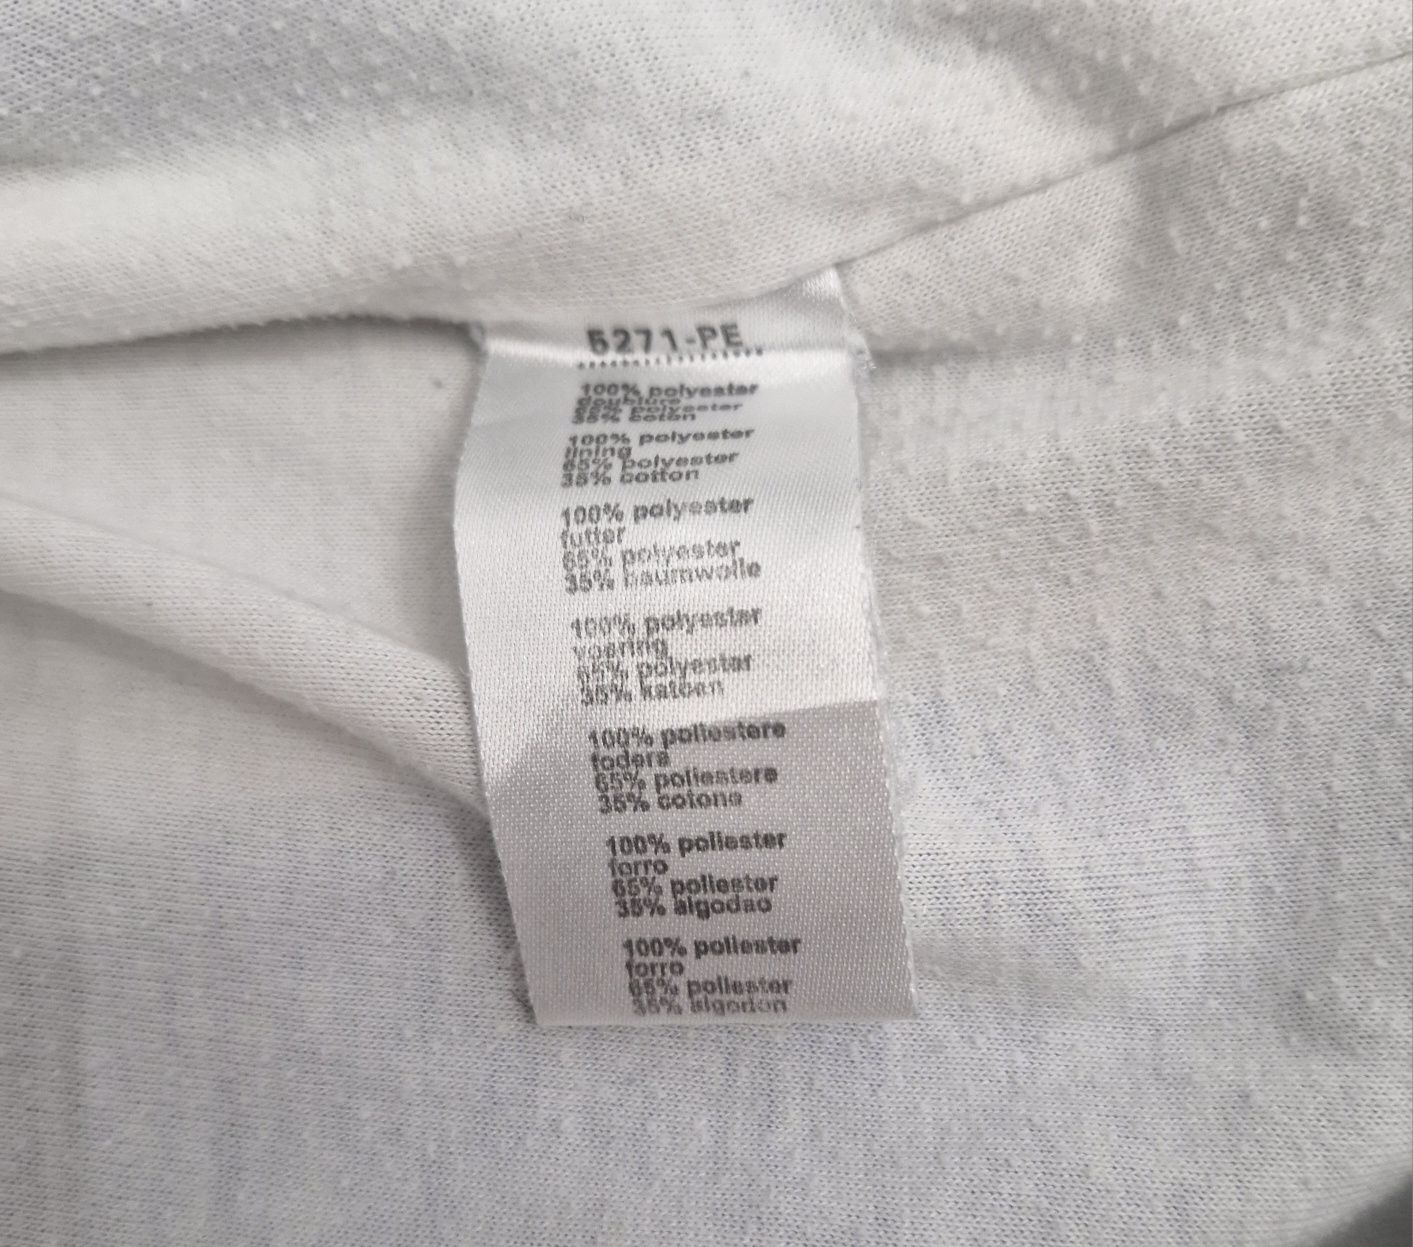 5271-PE
100% polyester
doublure
65% polyester
35% coton
100% polyester
lining
65% polyester
35% cotton
100% polyester
futter
65% polyester
35% baumwolle
100% polyester
voering
65% polyester
35% katoen
100% poliestere
fodera
65% poliestere
35% cotone
100% poliester
forro
65% poliester
35% algodao
100% poliester
forro
65% poliester
35% algodon